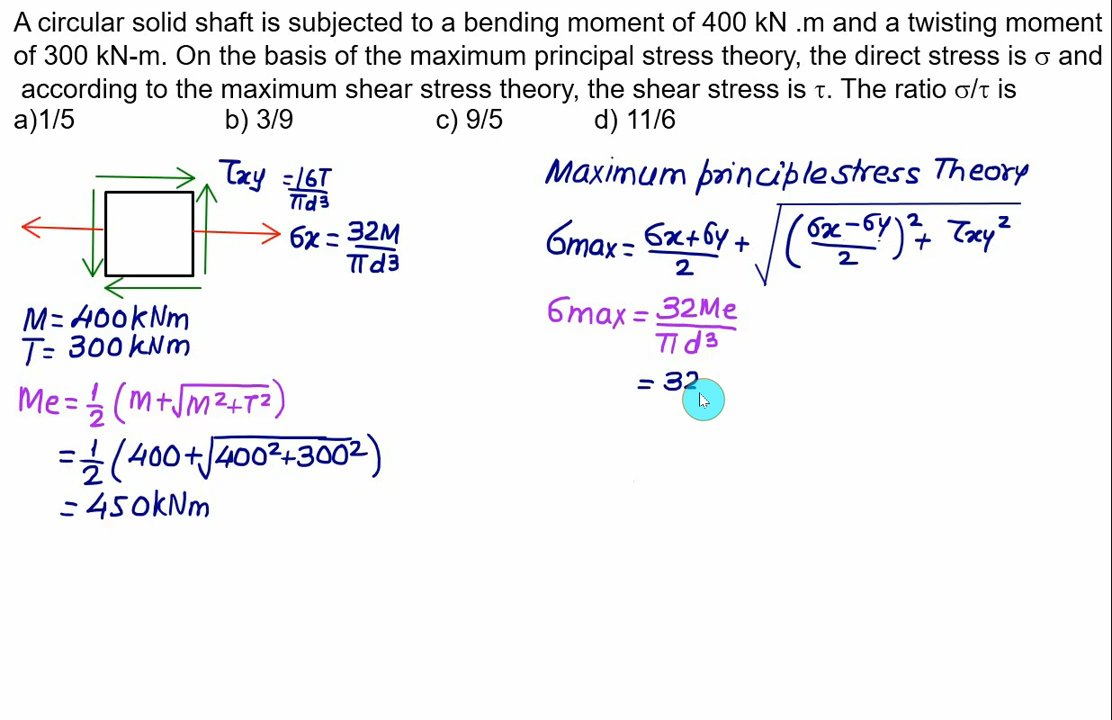 A circular solid shaft is subjected to a bending moment of 400 kN .m and a twisting moment
of 300 kN-m. On the basis of the maximum principal stress theory, the direct stress is σ and
according to the maximum shear stress theory, the shear stress is τ. The ratio σ/τ is
a)1/5 b) 3/9 c) 9/5 d) 11/6
τxy = 16T/πd³
σx = 32M/πd³
M = 400kNm
T = 300kNm
Me = 1/2 (M+√M²+T²)
= 1/2 (400+√400²+300²)
= 450kNm
Maximum principle stress Theory
σmax = σx+σy/2 + √(σx-σy/2)² + τxy²
σmax = 32Me/πd³
= 32